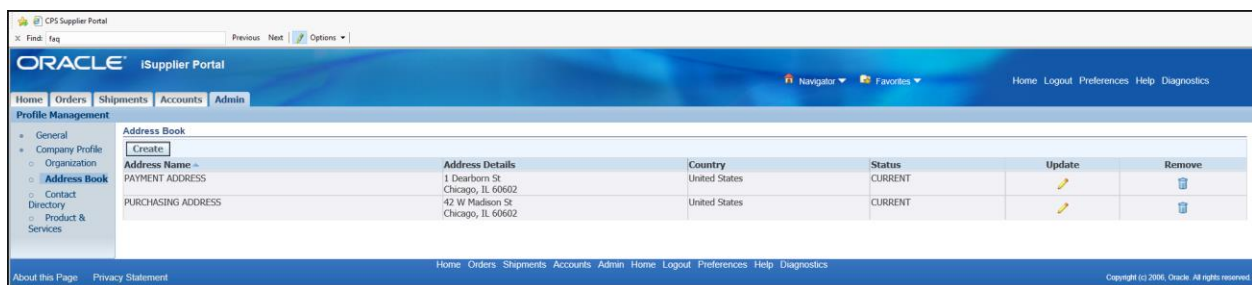 CPS Supplier Portal
X Find: faq Previous Next Options
ORACLE iSupplier Portal
Navigator Favorites Home Logout Preferences Help Diagnostics
Home Orders Shipments Accounts Admin
Profile Management
General
Company Profile
Organization
Address Book
Contact
Directory
Product &
Services
Address Book
Create
Address Name Address Details Country Status Update Remove
PAYMENT ADDRESS 1 Dearborn St United States CURRENT
Chicago, IL 60602
PURCHASING ADDRESS 42 W Madison St United States CURRENT
Chicago, IL 60602
Home Orders Shipments Accounts Admin Home Logout Preferences Help Diagnostics
About this Page Privacy Statement Copyright (c) 2006, Oracle. All rights reserved.